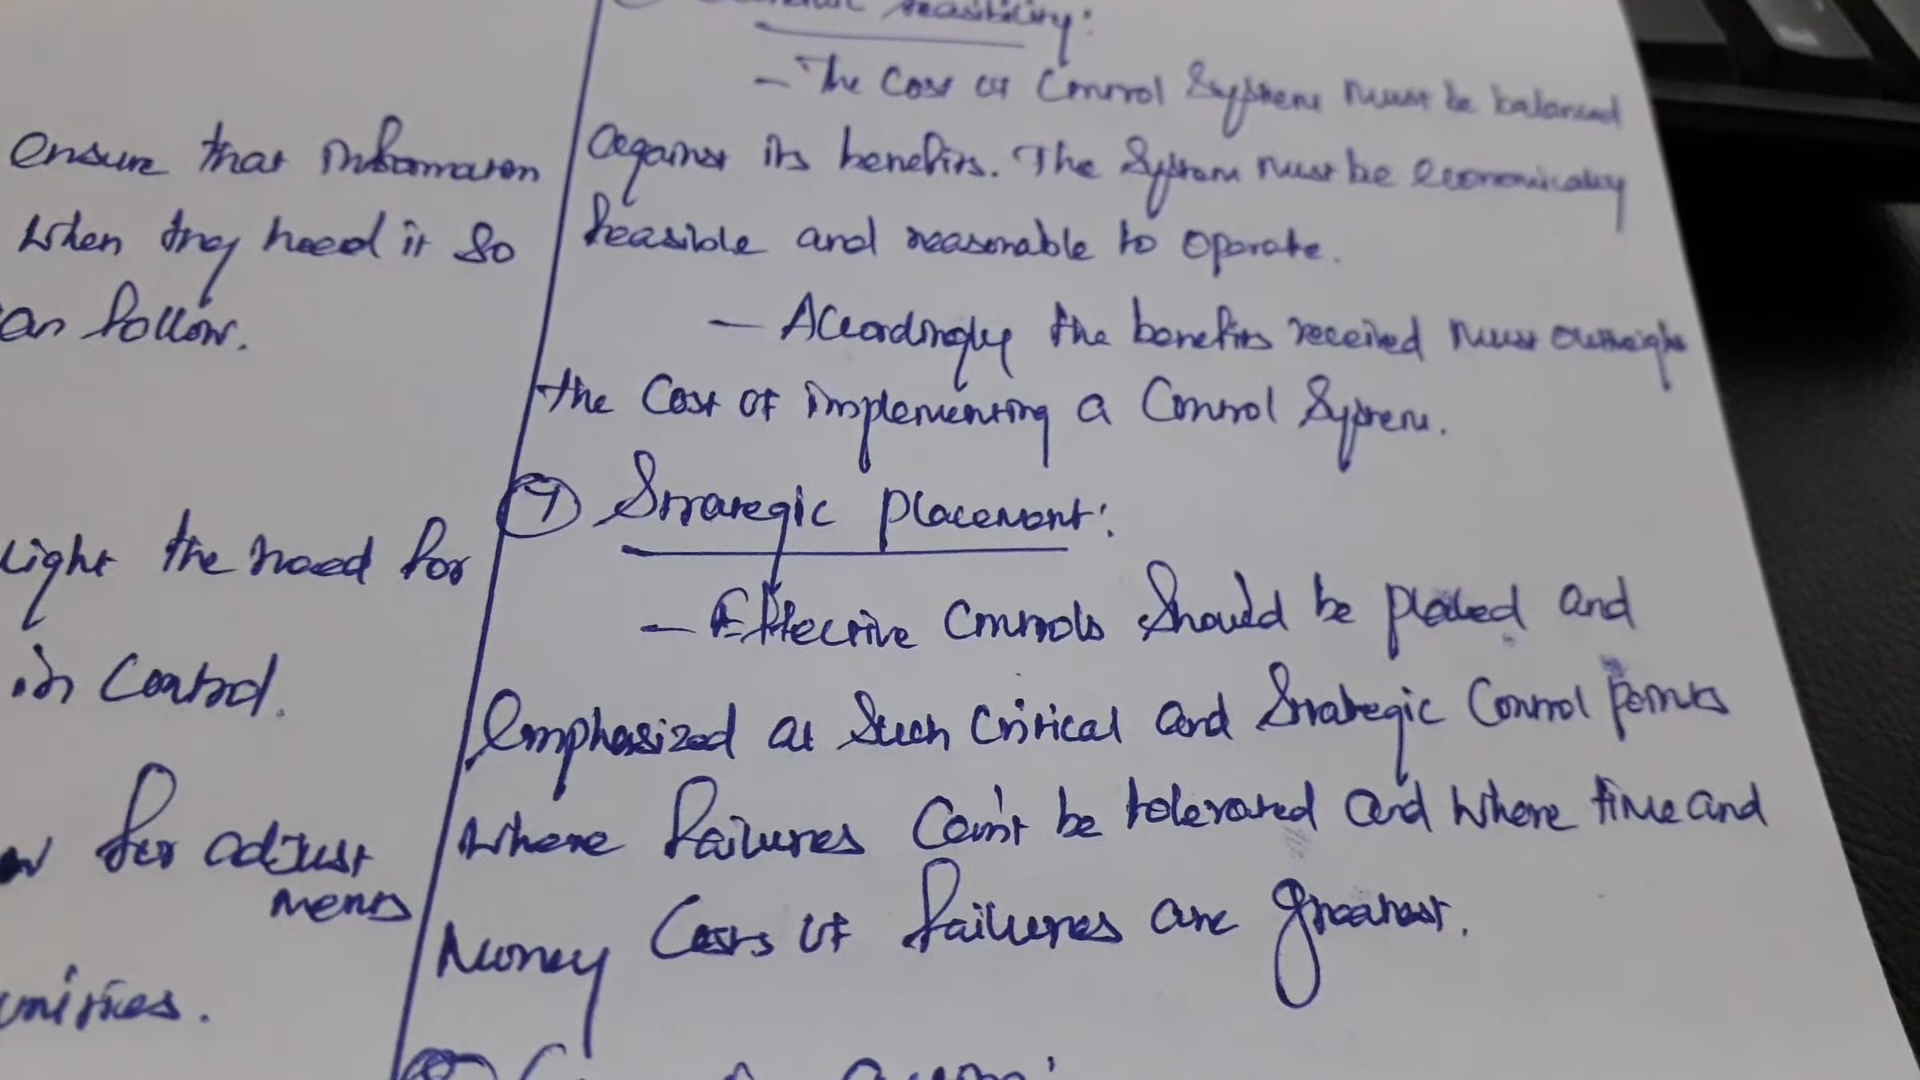 ensure that information
when they need it so
an follow.
light the need for
in Control.
for adjust
ments
unities.
feasibility:
- The Cost of Control System must be balanced
against its benefits. The System must be economically
feasible and reasonable to operate.
- Accordingly the benefits received must outweigh
the Cost of implementing a Control System.
7 Strategic Placement:
- Effective Controls should be placed and
emphasized at such critical and strategic control points
where failures can't be tolerated and where time and
money costs of failures are greatest.